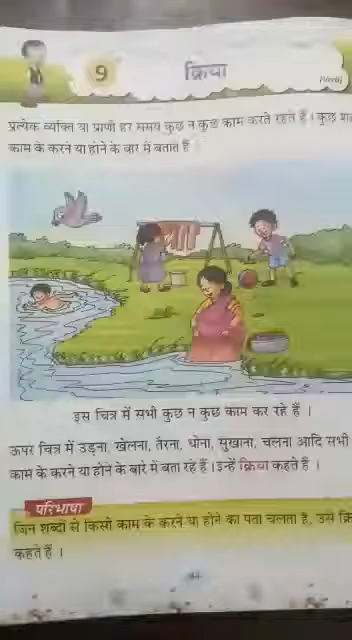 9
क्रिया
(Verb)
प्रत्येक व्यक्ति या प्राणी हर समय कुछ न कुछ काम करते रहते हैं। कुछ
काम के करने या होने के बारे में बताते हैं
इस चित्र में सभी कुछ न कुछ काम कर रहे हैं ।
ऊपर चित्र में उड़ना, खेलना, तैरना, धोना, सुखाना, चलना आदि सभी
काम के करने या होने के बारे में बता रहे हैं। इन्हें क्रिया कहते हैं ।
परिभाषा
जिन शब्दों से किसी काम के करने या होने का पता चलता है, उसे
कहते हैं ।